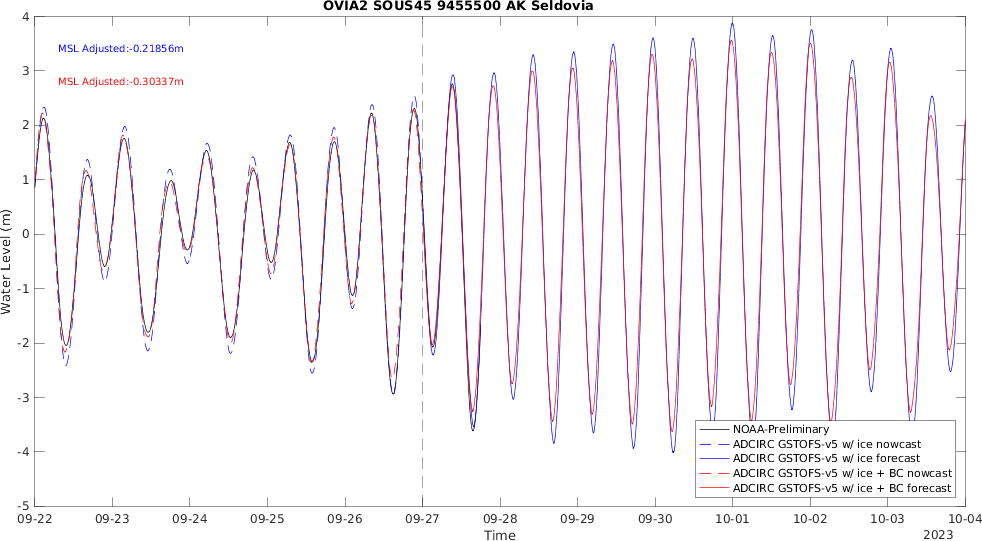 OVIA2 SOUS45 9455500 AK Seldovia
MSL Adjusted:-0.21856m
MSL Adjusted:-0.30337m
Water Level (m)
4
3
2
1
0
-1
-2
-3
-4
-5
NOAA-Preliminary
ADCIRC GSTOFS-v5 w/ ice nowcast
ADCIRC GSTOFS-v5 w/ ice forecast
ADCIRC GSTOFS-v5 w/ ice + BC nowcast
ADCIRC GSTOFS-v5 w/ ice + BC forecast
09-22 09-23 09-24 09-25 09-26 09-27 09-28 09-29 09-30 10-01 10-02 10-03 10-04
Time
2023